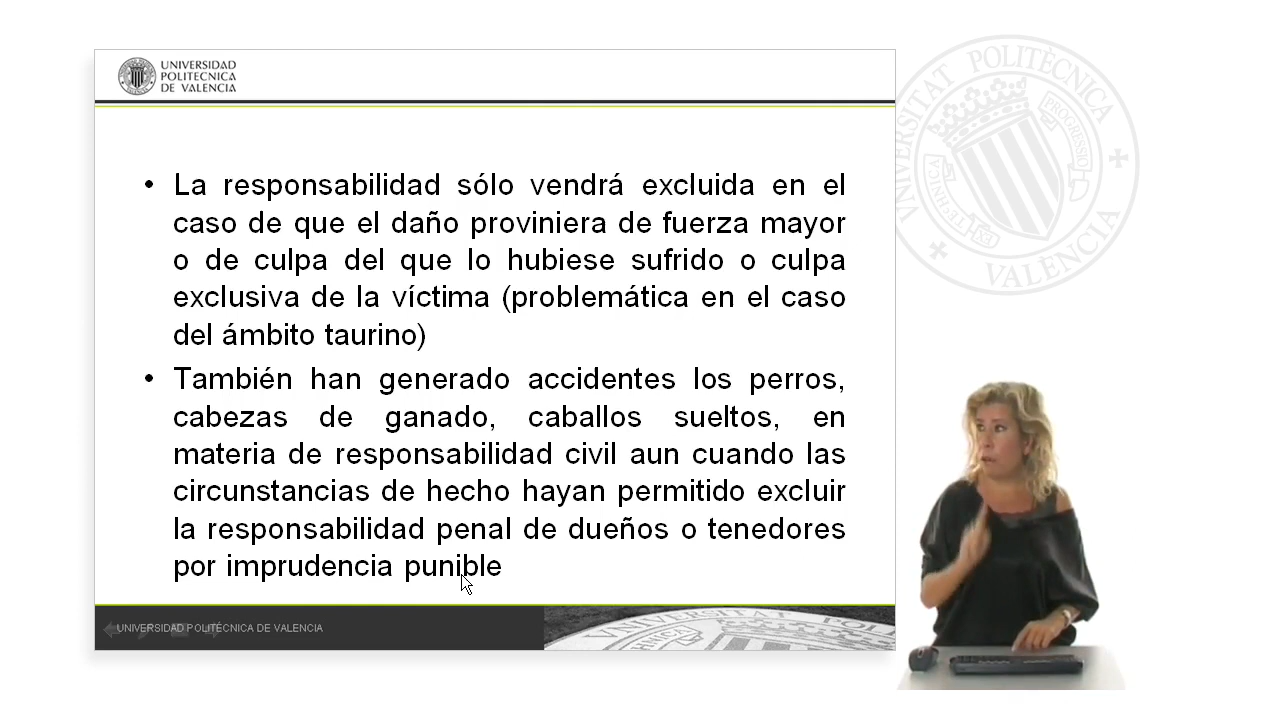 UNIVERSIDAD
POLITECNICA
DE VALENCIA
• La responsabilidad sólo vendrá excluida en el
caso de que el daño proviniera de fuerza mayor
o de culpa del que lo hubiese sufrido o culpa
exclusiva de la víctima (problemática en el caso
del ámbito taurino)
• También han generado accidentes los perros,
cabezas de ganado, caballos sueltos, en
materia de responsabilidad civil aun cuando las
circunstancias de hecho hayan permitido excluir
la responsabilidad penal de dueños o tenedores
por imprudencia punible
UNIVERSIDAD POLITÉCNICA DE VALENCIA
UNIVERSITAT POLITÈCNICA
VALÈNCIA